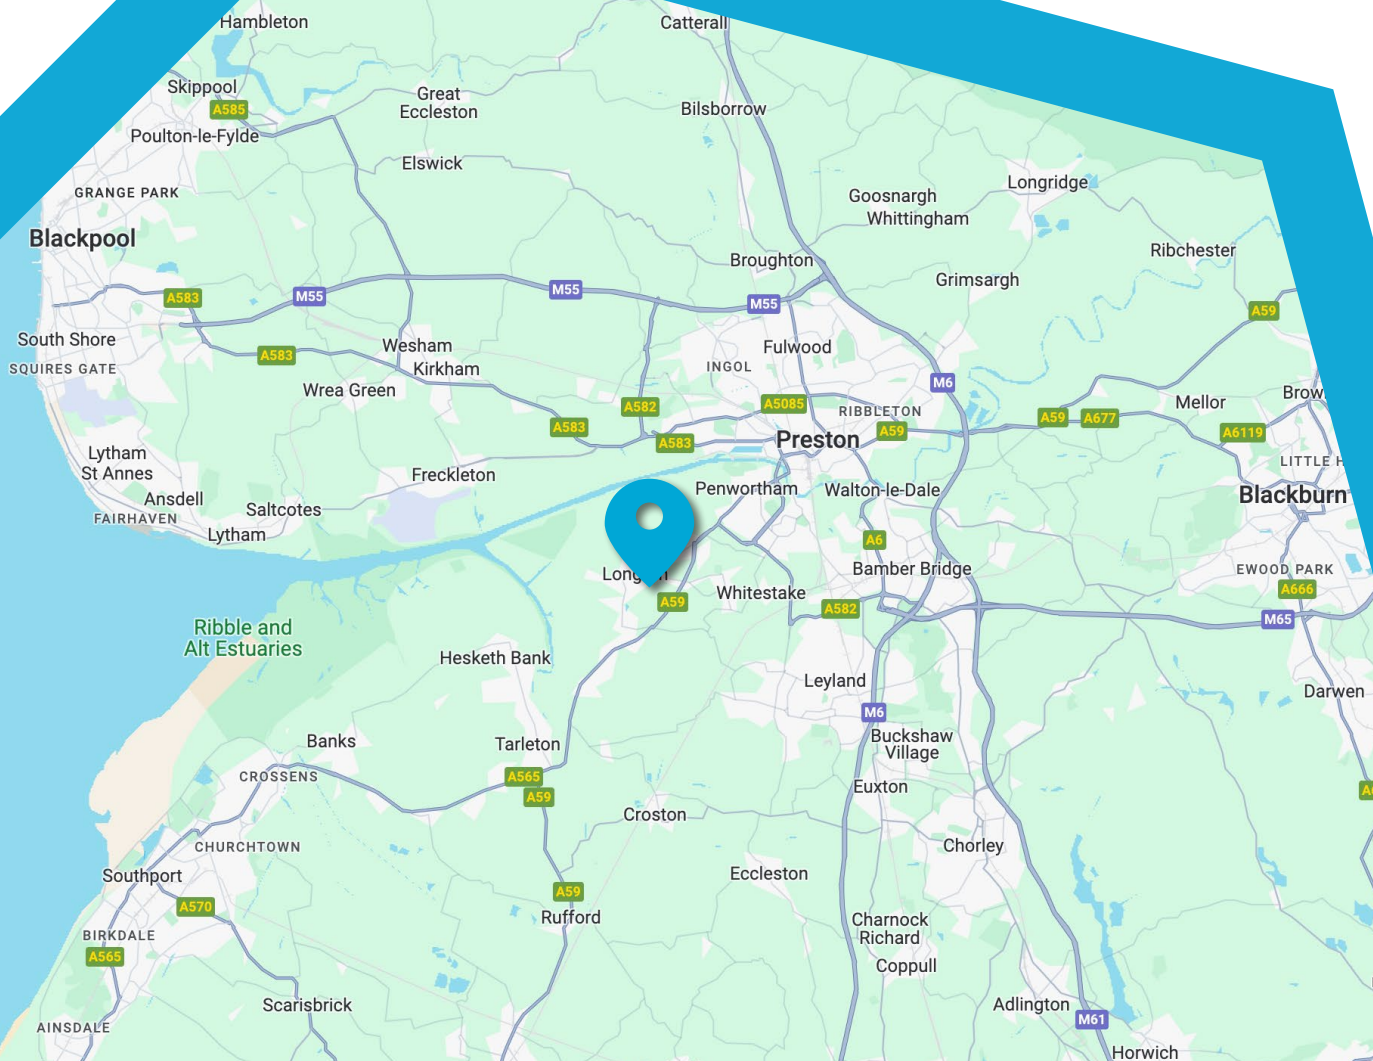 Hambleton
Catterall
Skippool
A585
Great
Eccleston
Bilsborrow
Poulton-le-Fylde
Elswick
GRANGE PARK
Longridge
Goosnargh
Whittingham
Blackpool
Broughton
Ribchester
Grimsargh
A583
M55
M55
M55
A59
South Shore
SQUIRES GATE
A583
Wesham
Kirkham
Wrea Green
Fulwood
INGOL
M6
Mellor
A582
A5085
RIBBLETON
A583
A583
Preston
A59
A59
A677
A6119
LITTLE H
Blackburn
Lytham
St Annes
Freckleton
Penwortham
Walton-le-Dale
Ansdell
Saltcotes
FAIRHAVEN
Lytham
A6
Bamber Bridge
EWOOD PARK
A666
A59
Whitestake
A582
M65
Ribble and
Alt Estuaries
Hesketh Bank
Leyland
Darwen
M6
Banks
Tarleton
Buckshaw
Village
CROSSENS
A565
A59
Euxton
Croston
CHURCHTOWN
Chorley
Southport
Eccleston
A570
A59
Rufford
Charnock
Richard
BIRKDALE
A565
Coppull
Scarisbrick
Adlington
AINSDALE
M61
Horwich